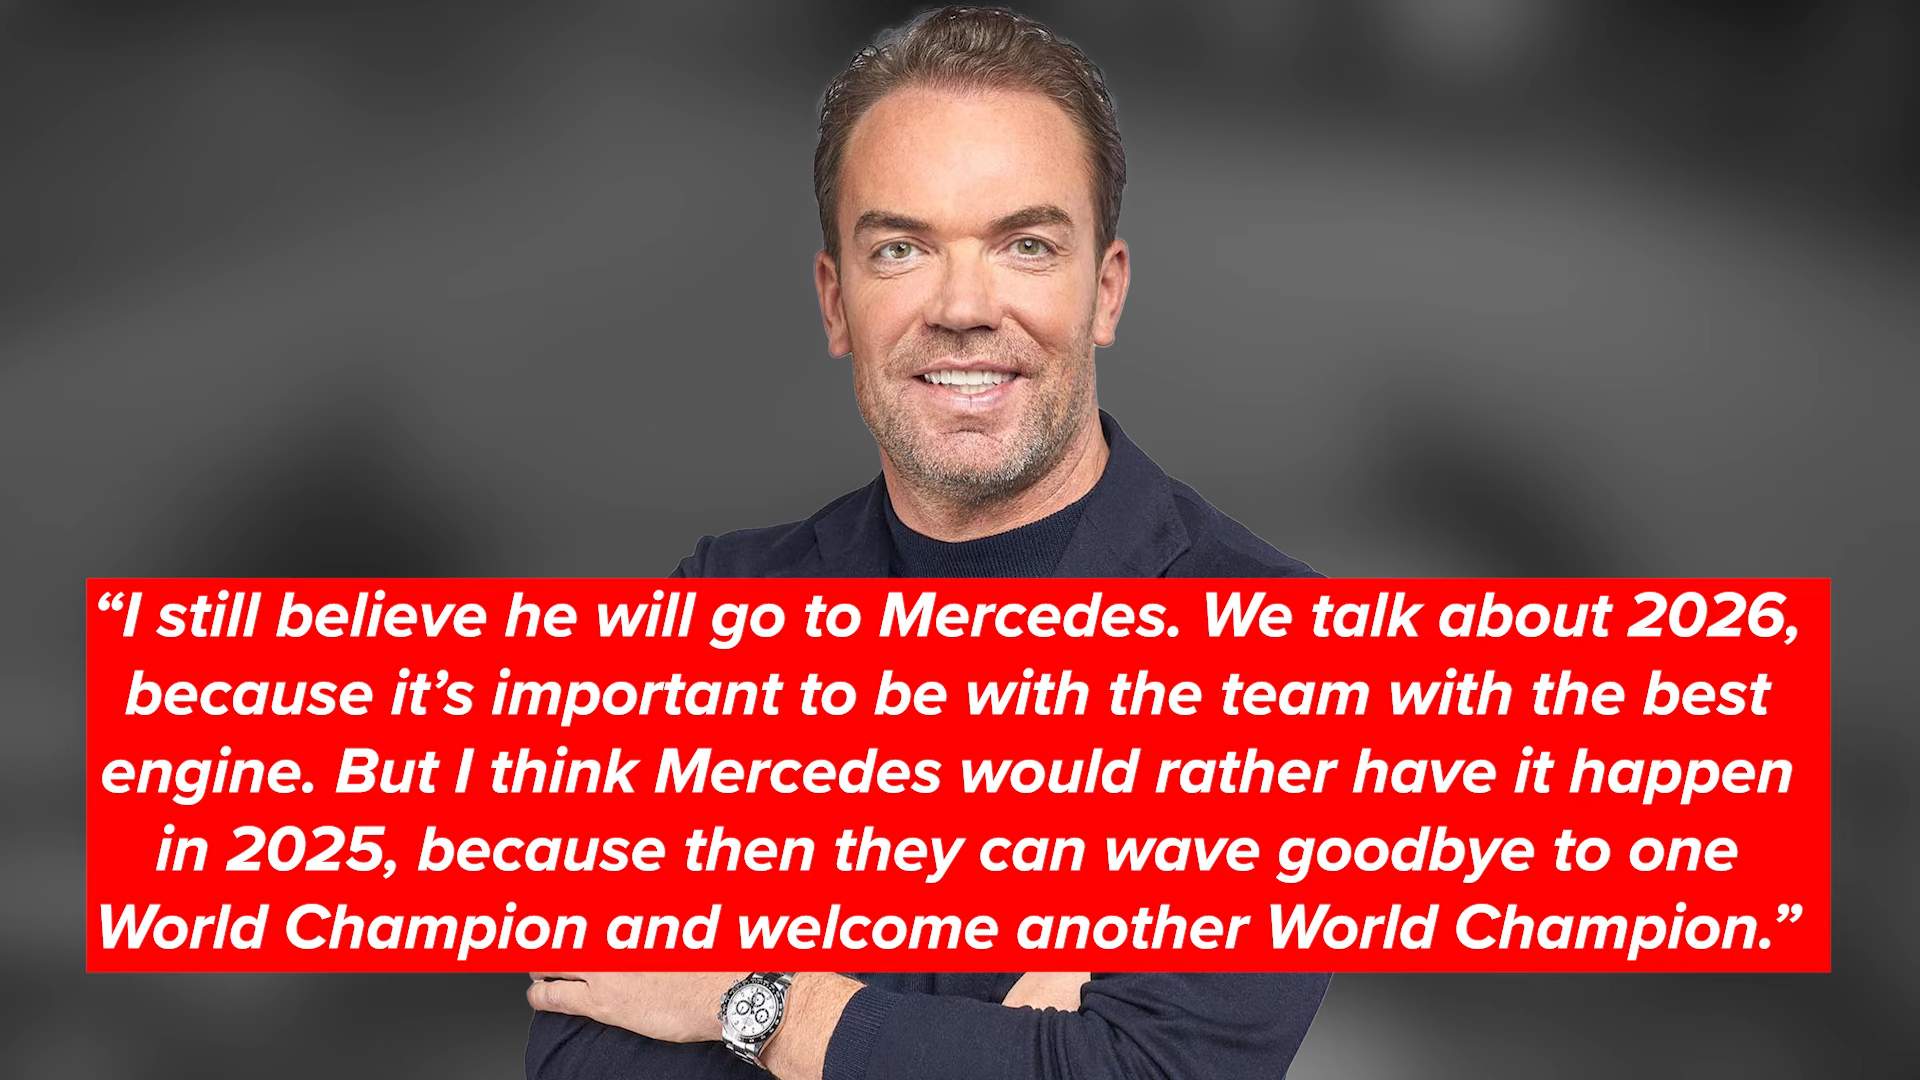 “I still believe he will go to Mercedes. We talk about 2026,
because it’s important to be with the team with the best
engine. But I think Mercedes would rather have it happen
in 2025, because then they can wave goodbye to one
World Champion and welcome another World Champion.”